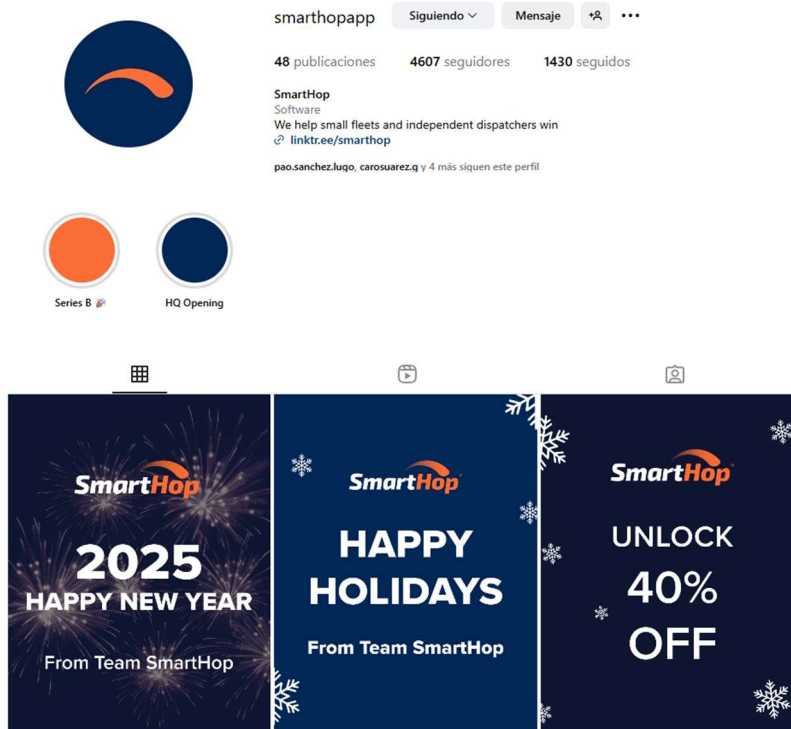 smarthopapp Siguiendo Mensaje
48 publicaciones 4607 seguidores 1430 seguidos
SmartHop
Software
We help small fleets and independent dispatchers win
linktr.ee/smarthop
pao.sanchez.lugo, carosuarez.g y 4 más siguen este perfil
Series B 🎉 HQ Opening
SmartHop
2025
HAPPY NEW YEAR
From Team SmartHop
SmartHop
HAPPY
HOLIDAYS
From Team SmartHop
SmartHop
UNLOCK
40%
OFF